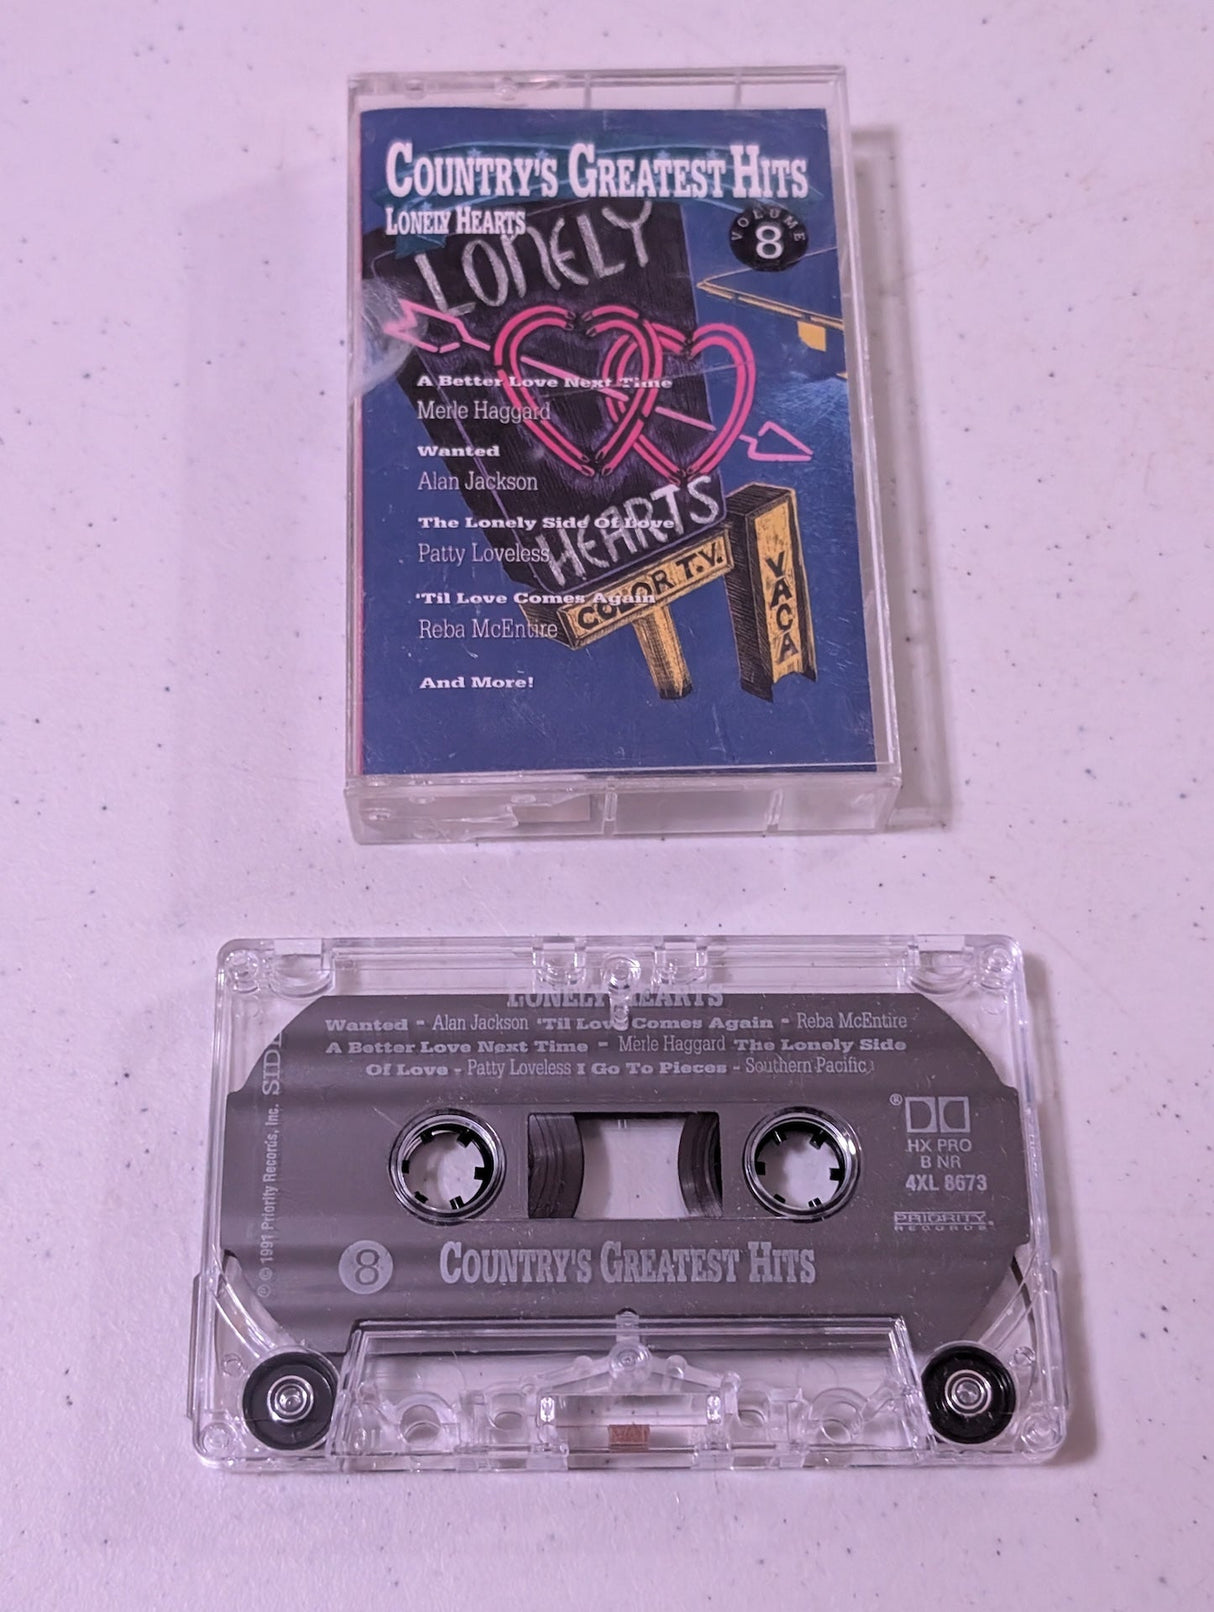 COUNTRY'S GREATEST HITS
LONELY HEARTS
VOLUME
8
LONELY
A Better Love Next Time
Merle Haggard
Wanted
Alan Jackson
The Lonely Side Of Love
Patty Loveless
HEARTS
COLOR T.V.
VACA
'Til Love Comes Again
Reba McEntire
And More!
LONELY HEARTS
Wanted - Alan Jackson 'Til Love Comes Again - Reba McEntire
A Better Love Next Time - Merle Haggard The Lonely Side
Of Love - Patty Loveless I Go To Pieces - Southern Pacific
℗ © 1991 Priority Records, Inc. SIDE
® DD
HX PRO
B NR
4XL 8673
PRIORITY
RECORDS
8 COUNTRY'S GREATEST HITS